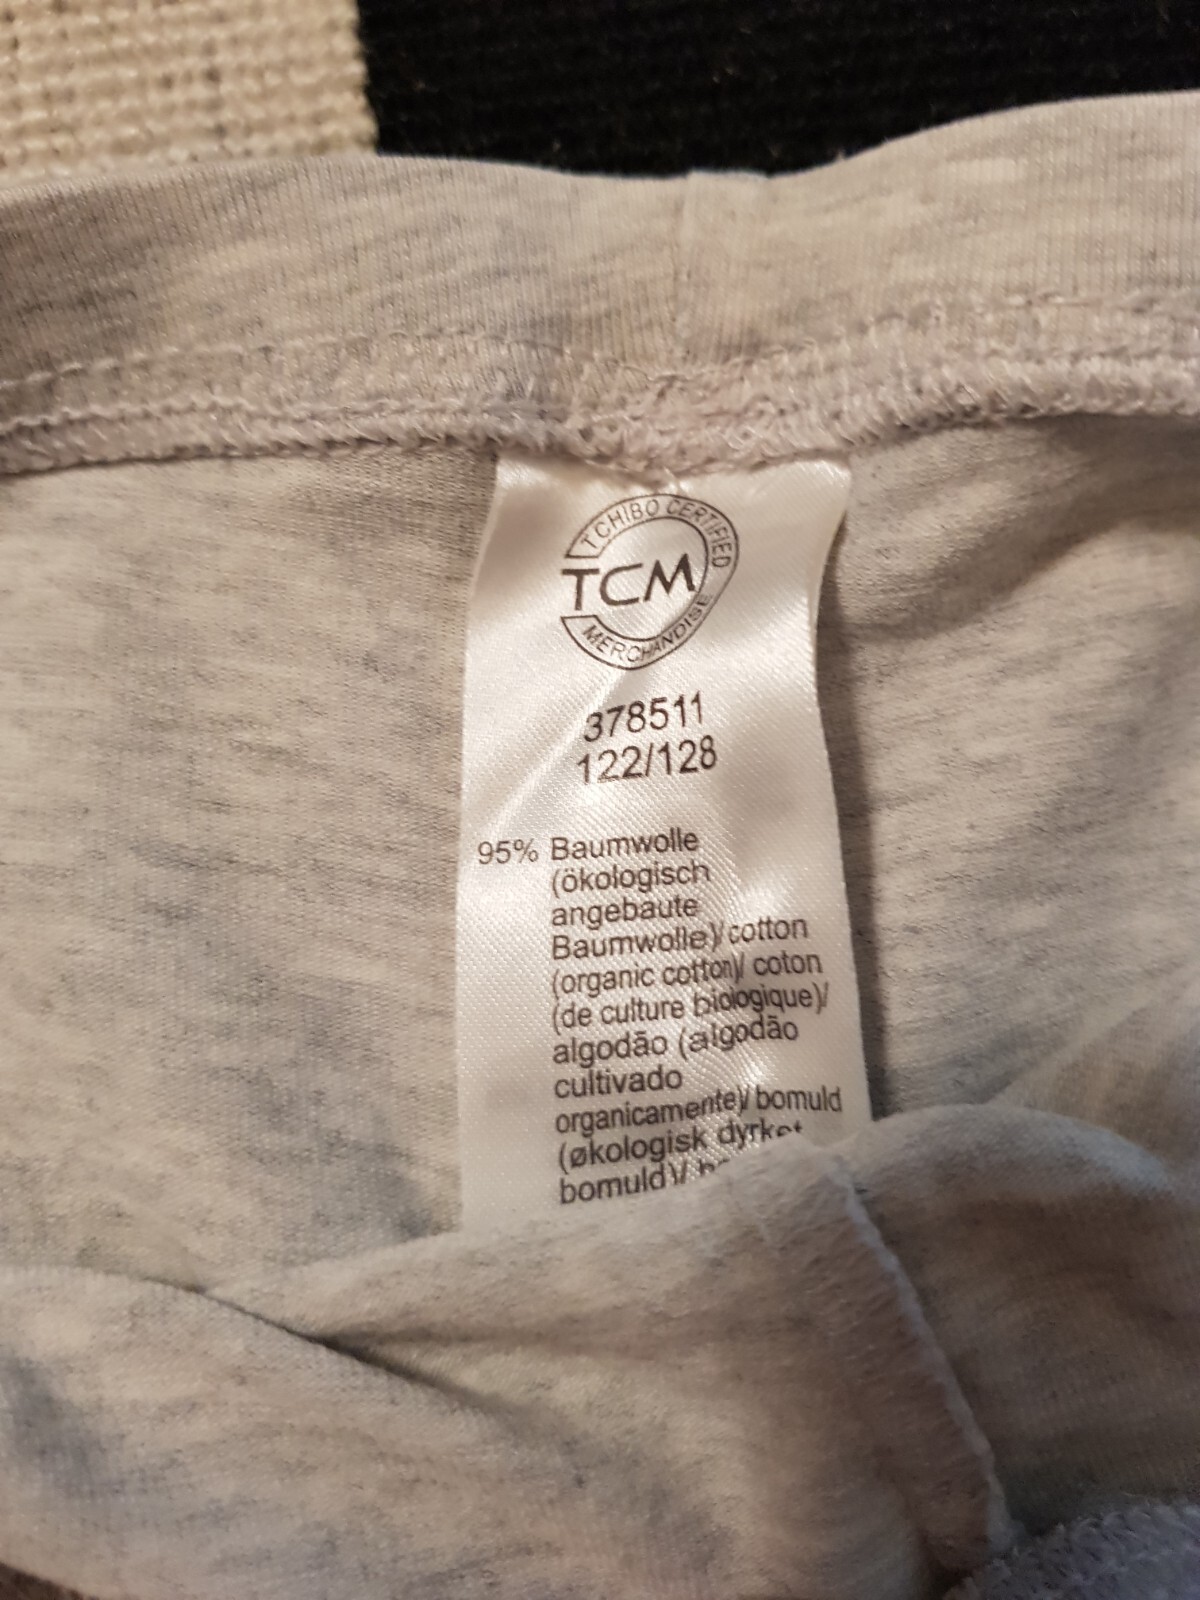 TCHIBO CERTIFIED
TCM
MERCHANDISE
378511
122/128
95% Baumwolle
(ökologisch
angebaute
Baumwolle)/ cotton
(organic cotton)/ coton
(de culture biologique)/
algodão (algodão
cultivado
organicamente)/ bomuld
(økologisk dyrket
bomuld)/